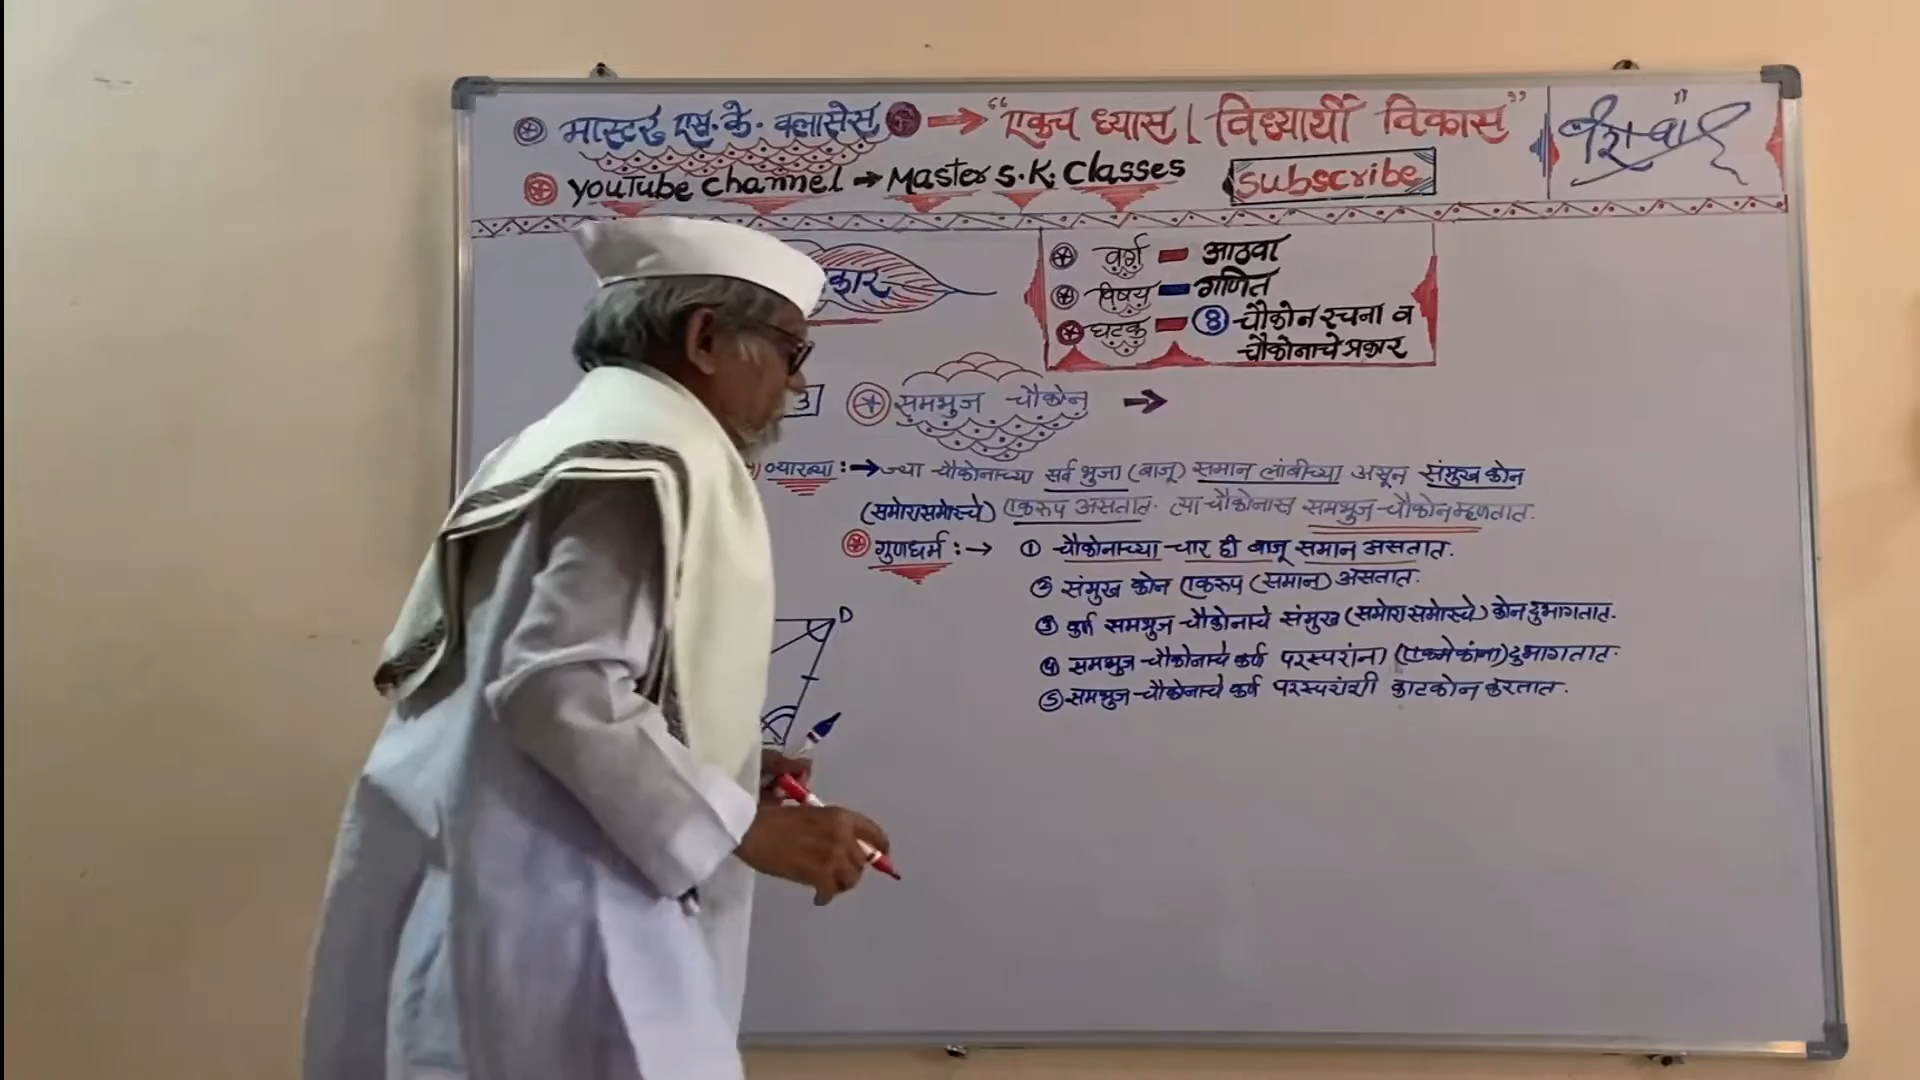 मास्टर एस. के. क्लासेस → "एकच ध्यास । विध्यार्थी विकास"
YouTube Channel → Master S.K. Classes Subscribe
कार
वर्ग - आठवा
विषय - गणित
घटक - 8 चौकोन रचना व
चौकोनाचे प्रकार
3 समभुज चौकोन →
व्याख्या :→ ज्या चौकोनाच्या सर्व भुजा (बाजू) समान लांबीच्या असून संमुख कोन
(समोरासमोरचे) एकरुप असतात. त्या चौकोनास समभुज-चौकोन म्हणतात.
गुणधर्म :→ ① चौकोनाच्या चार ही बाजू समान असतात.
② संमुख कोन एकरुप (समान) असतात.
③ कर्ण समभुज चौकोनाचे संमुख (समोरासमोरचे) कोन दुभागतात.
D
④ समभुज-चौकोनाचे कर्ण परस्परांना (एकमेकांना) दुभागतात.
⑤ समभुज-चौकोनाचे कर्ण परस्परांशी काटकोन करतात.